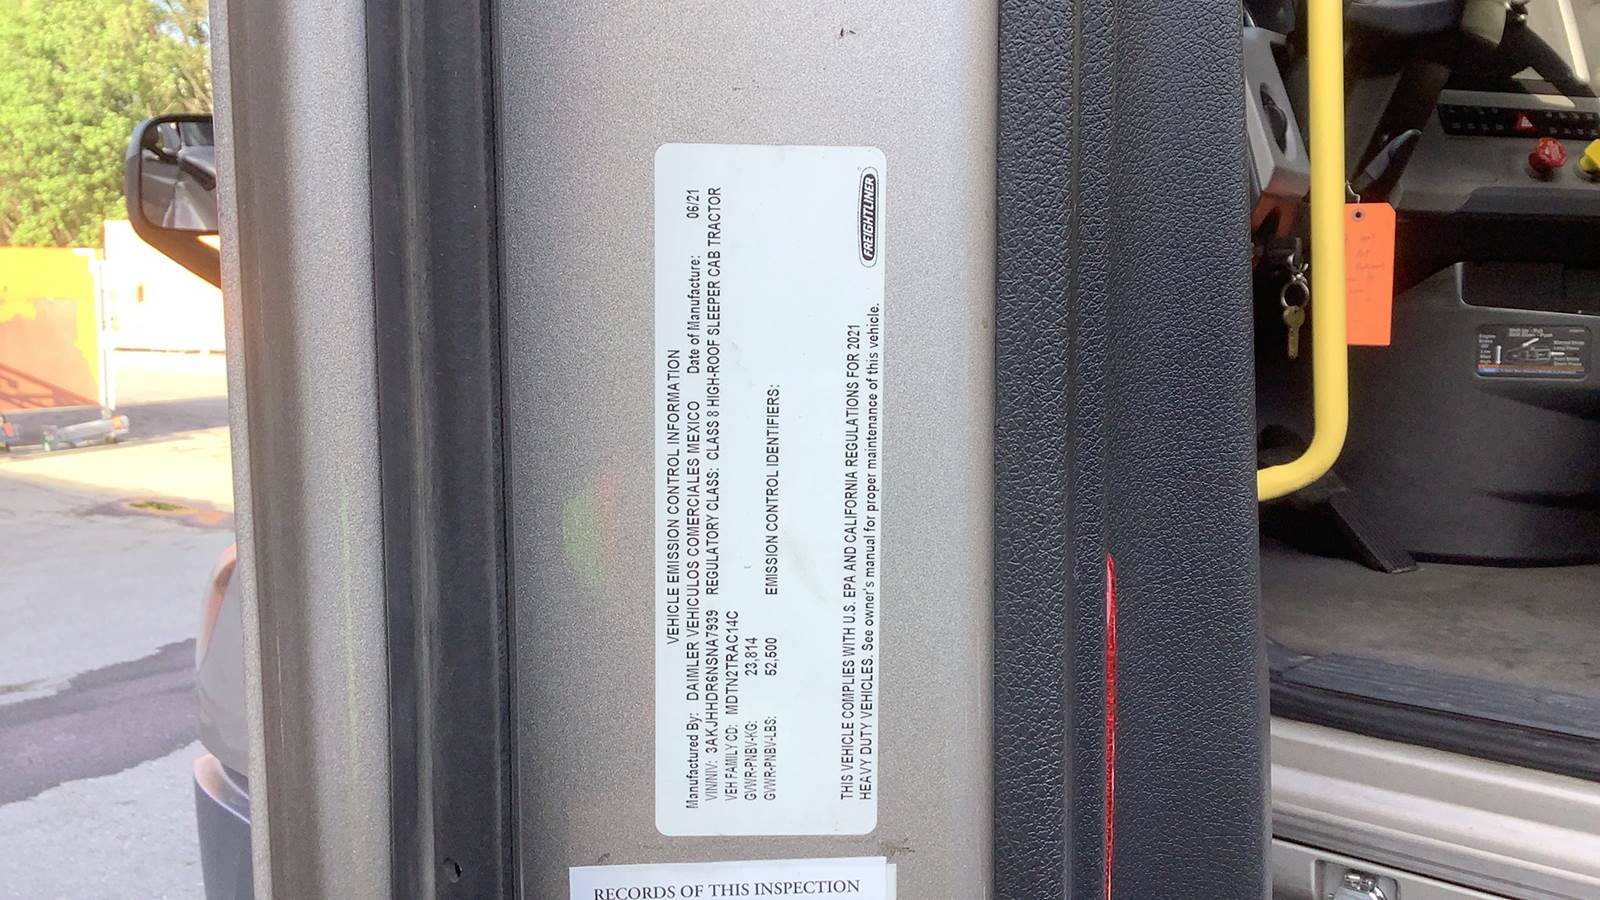 FREIGHTLINER
VEHICLE EMISSION CONTROL INFORMATION
Manufactured By: DAIMLER VEHICULOS COMERCIALES MEXICO Date of Manufacture: 06/21
VIN/NIV: 3AKJHHDR6NSNA7939 REGULATORY CLASS: CLASS 8 HIGH-ROOF SLEEPER CAB TRACTOR
VEH FAMILY CD: MDTN2TRAC14C
GVWR-PNBV-KG: 23,814
GVWR-PNBV-LBS: 52,500 EMISSION CONTROL IDENTIFIERS:
THIS VEHICLE COMPLIES WITH U.S. EPA AND CALIFORNIA REGULATIONS FOR 2021
HEAVY DUTY VEHICLES. See owner's manual for proper maintenance of this vehicle.
RECORDS OF THIS INSPECTION